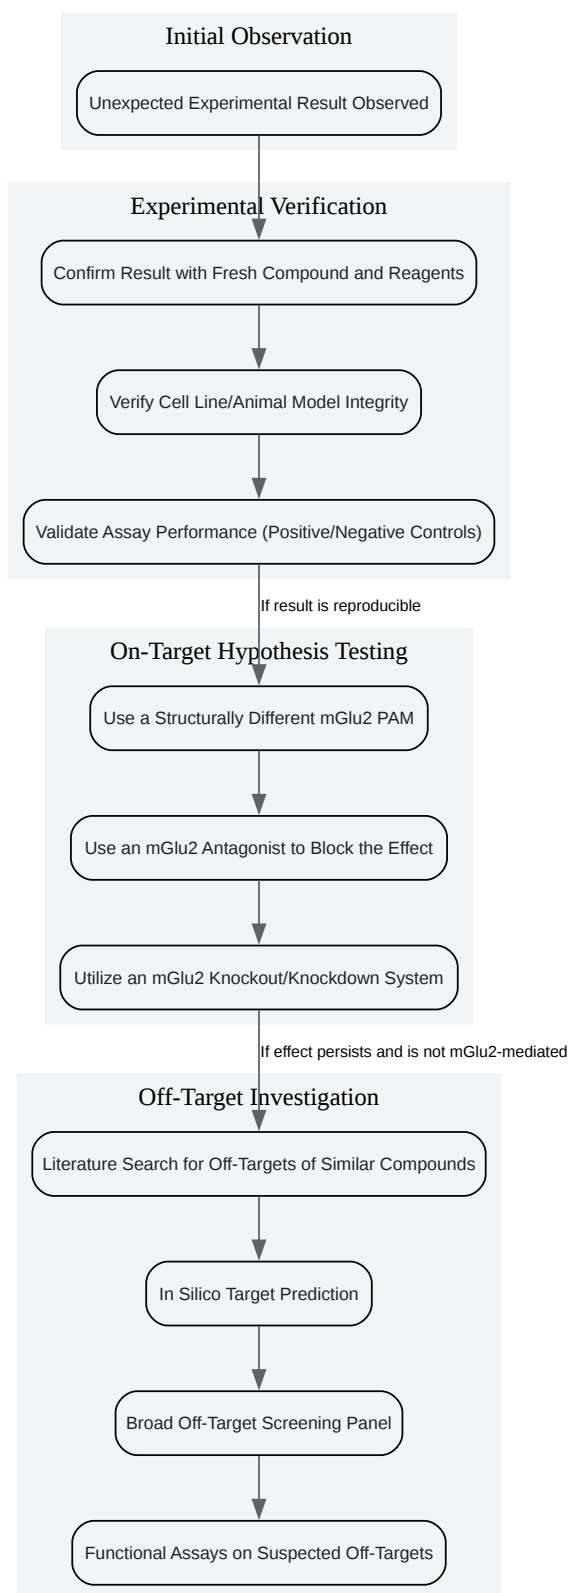 Initial Observation
Unexpected Experimental Result Observed
Experimental Verification
Confirm Result with Fresh Compound and Reagents
Verify Cell Line/Animal Model Integrity
Validate Assay Performance (Positive/Negative Controls)
If result is reproducible
On-Target Hypothesis Testing
Use a Structurally Different mGlu2 PAM
Use an mGlu2 Antagonist to Block the Effect
Utilize an mGlu2 Knockout/Knockdown System
If effect persists and is not mGlu2-mediated
Off-Target Investigation
Literature Search for Off-Targets of Similar Compounds
In Silico Target Prediction
Broad Off-Target Screening Panel
Functional Assays on Suspected Off-Targets